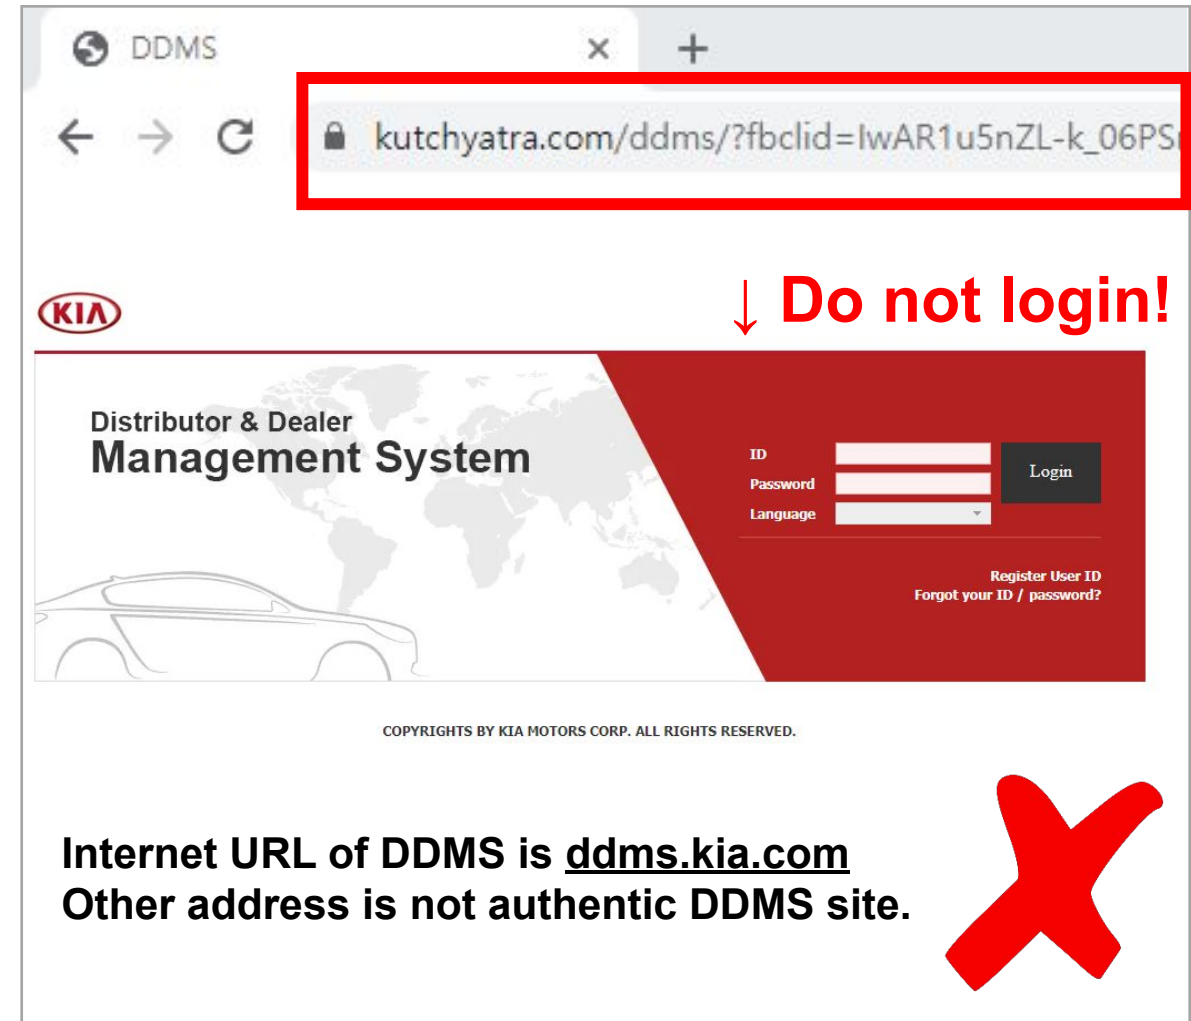 DDMS
kutchyatra.com/ddms/?fbclid=IwAR1u5nZL-k_06PS
↓ Do not login!
KIA
Distributor & Dealer
Management System
ID
Password
Login
Language
Register User ID
Forgot your ID / password?
COPYRIGHTS BY KIA MOTORS CORP. ALL RIGHTS RESERVED.
Internet URL of DDMS is ddms.kia.com
Other address is not authentic DDMS site.